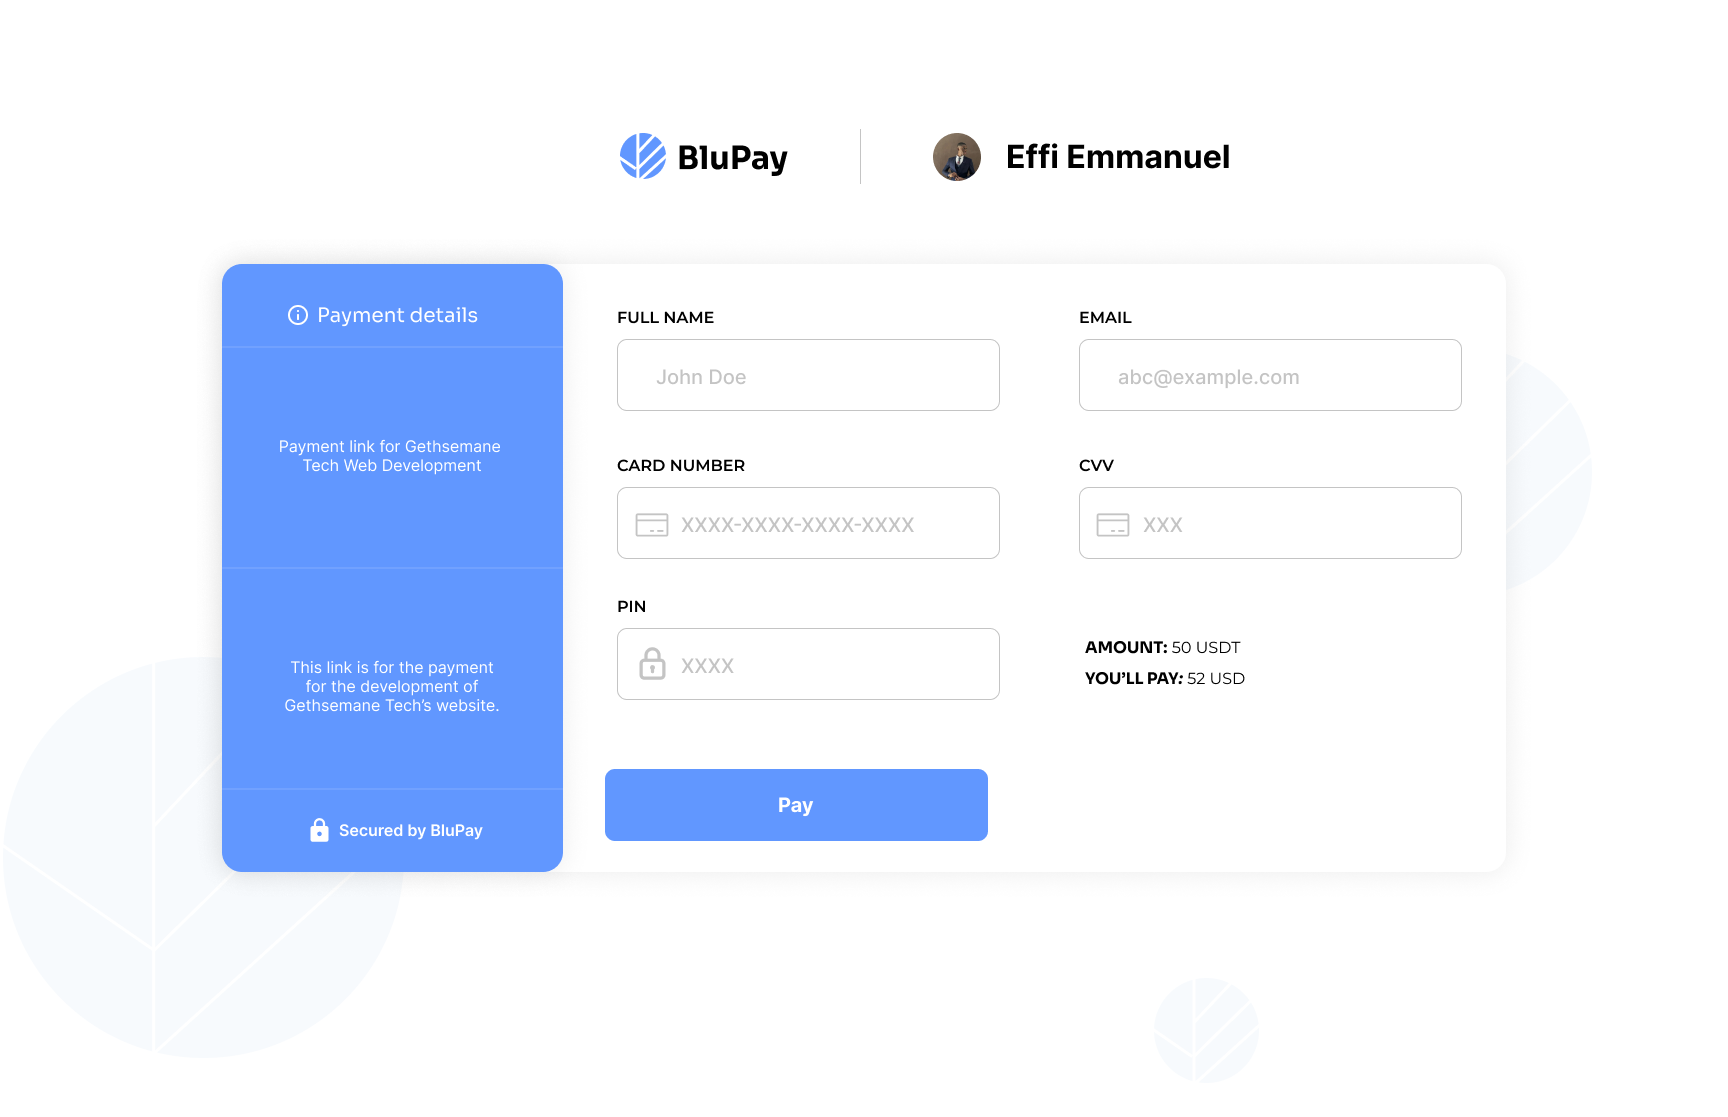 BluPay
Effi Emmanuel
Payment details
Payment link for Gethsemane
Tech Web Development
This link is for the payment
for the development of
Gethsemane Tech’s website.
Secured by BluPay
FULL NAME
John Doe
EMAIL
abc@example.com
CARD NUMBER
XXXX-XXXX-XXXX-XXXX
CVV
XXX
PIN
XXXX
AMOUNT: 50 USDT
YOU’LL PAY: 52 USD
Pay